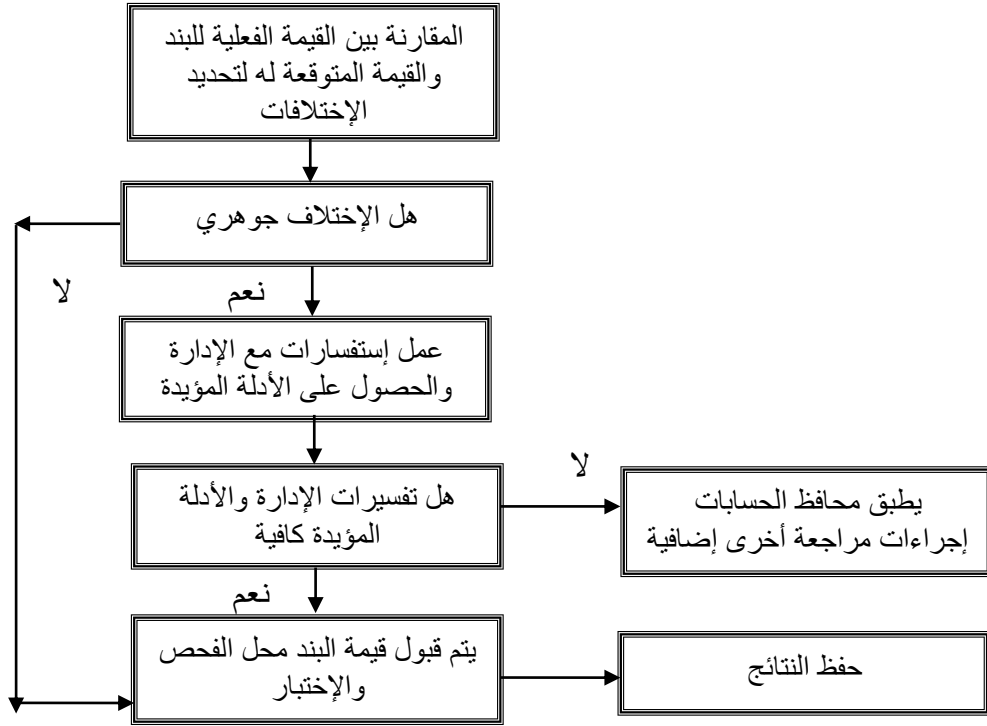 المقارنة بين القيمة الفعلية للبند
والقيمة المتوقعة له لتحديد
الإختلافات
هل الإختلاف جوهري
لا
نعم
عمل إستفسارات مع الإدارة
والحصول على الأدلة المؤيدة
هل تفسيرات الإدارة والأدلة
المؤيدة كافية
لا
يطبق محافظ الحسابات
إجراءات مراجعة أخرى إضافية
نعم
يتم قبول قيمة البند محل الفحص
والإختبار
حفظ النتائج